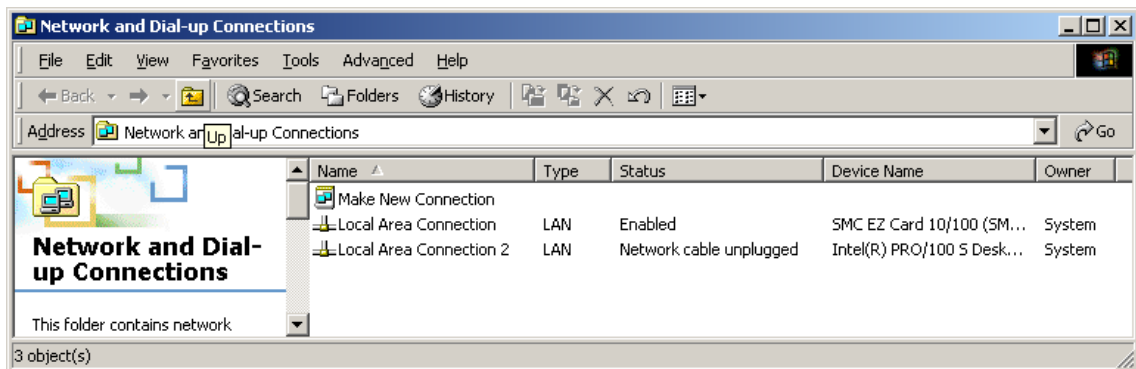 Network and Dial-up Connections
File Edit View Favorites Tools Advanced Help
Back Search Folders History
Address Network an Up al-up Connections Go
Name Type Status Device Name Owner
Make New Connection
Local Area Connection LAN Enabled SMC EZ Card 10/100 (SM... System
Local Area Connection 2 LAN Network cable unplugged Intel(R) PRO/100 S Desk... System
Network and Dial-
up Connections
This folder contains network
3 object(s)